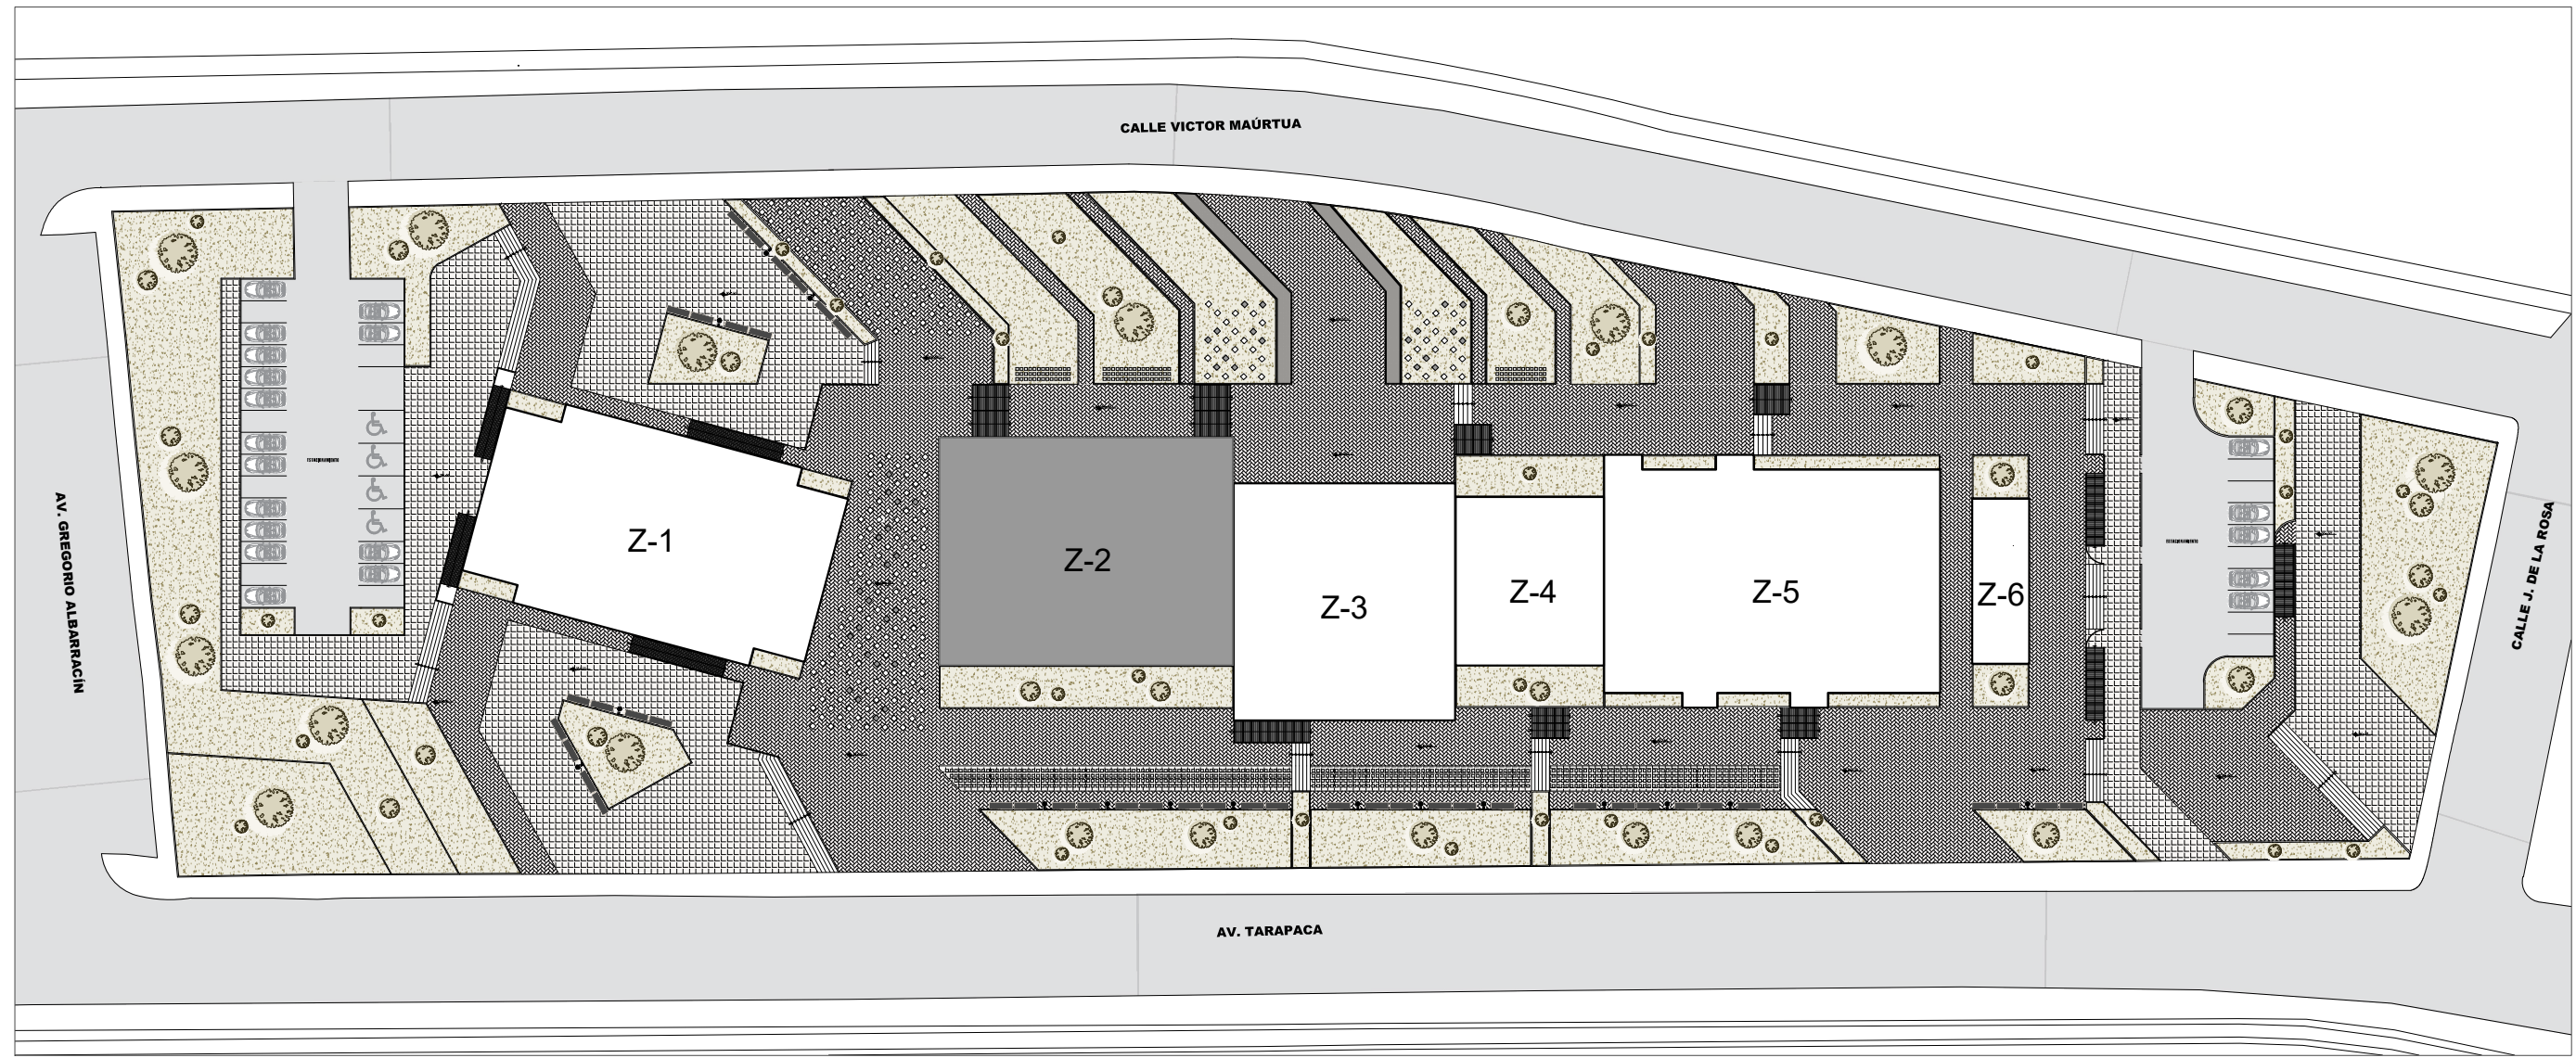 CALLE VICTOR MAÚRTUA
AV. GREGORIO ALBARRACÍN
Z-1
Z-2
Z-3
Z-4
Z-5
Z-6
CALLE J. DE LA ROSA
AV. TARAPACA